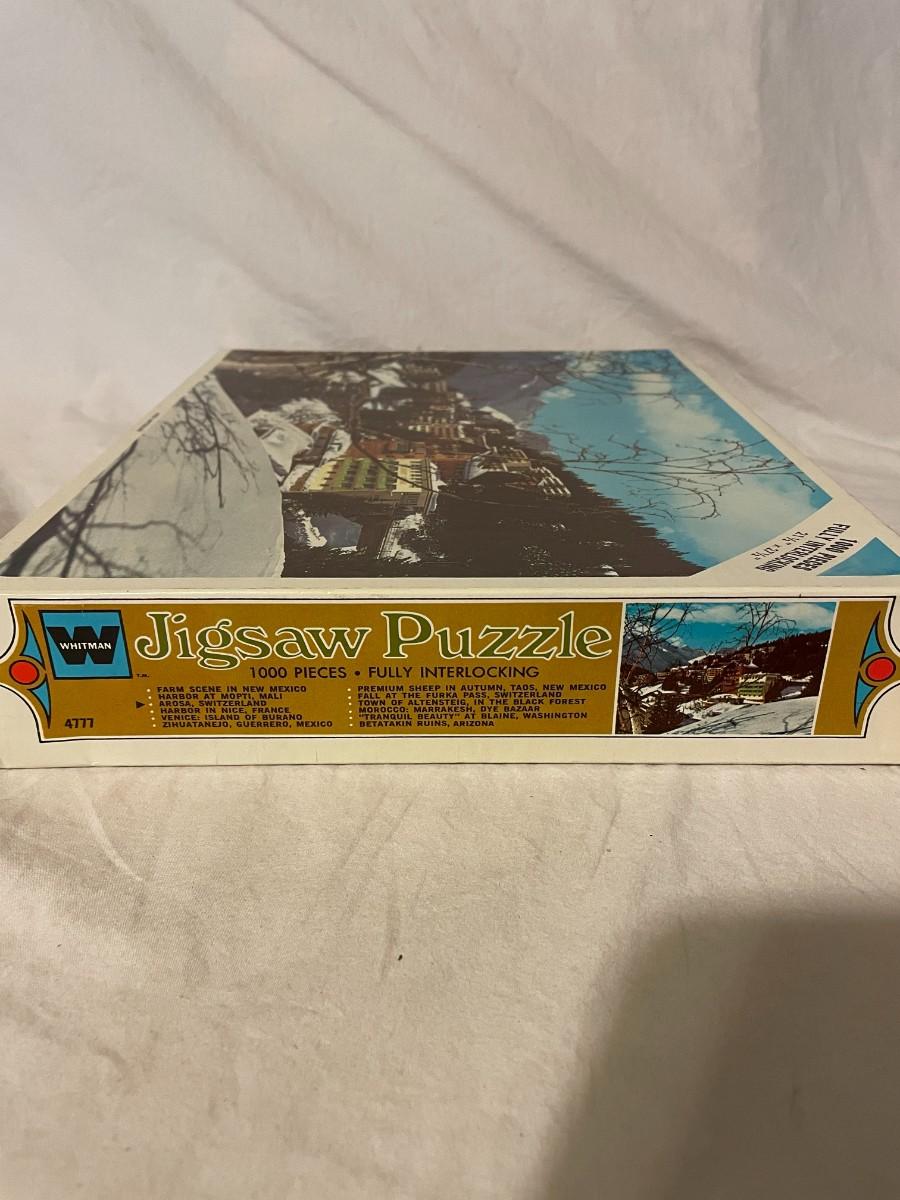 1000 PIECES
FULLY INTERLOCKING
WHITMAN
W
T.M.
4777
Jigsaw Puzzle
1000 PIECES • FULLY INTERLOCKING
• FARM SCENE IN NEW MEXICO
• HARBOR AT MOPTI, MALI
▶ • AROSA, SWITZERLAND
• HARBOR IN NICE, FRANCE
• VENICE: ISLAND OF BURANO
• ZIHUATANEJO, GUERRERO, MEXICO
• PREMIUM SHEEP IN AUTUMN, TAOS, NEW MEXICO
• FALL AT THE FURKA PASS, SWITZERLAND
• TOWN OF ALTENSTEIG, IN THE BLACK FOREST
• MOROCCO: MARRAKESH, DYE BAZAAR
• "TRANQUIL BEAUTY" AT BLAINE, WASHINGTON
• BETATAKIN RUINS, ARIZONA